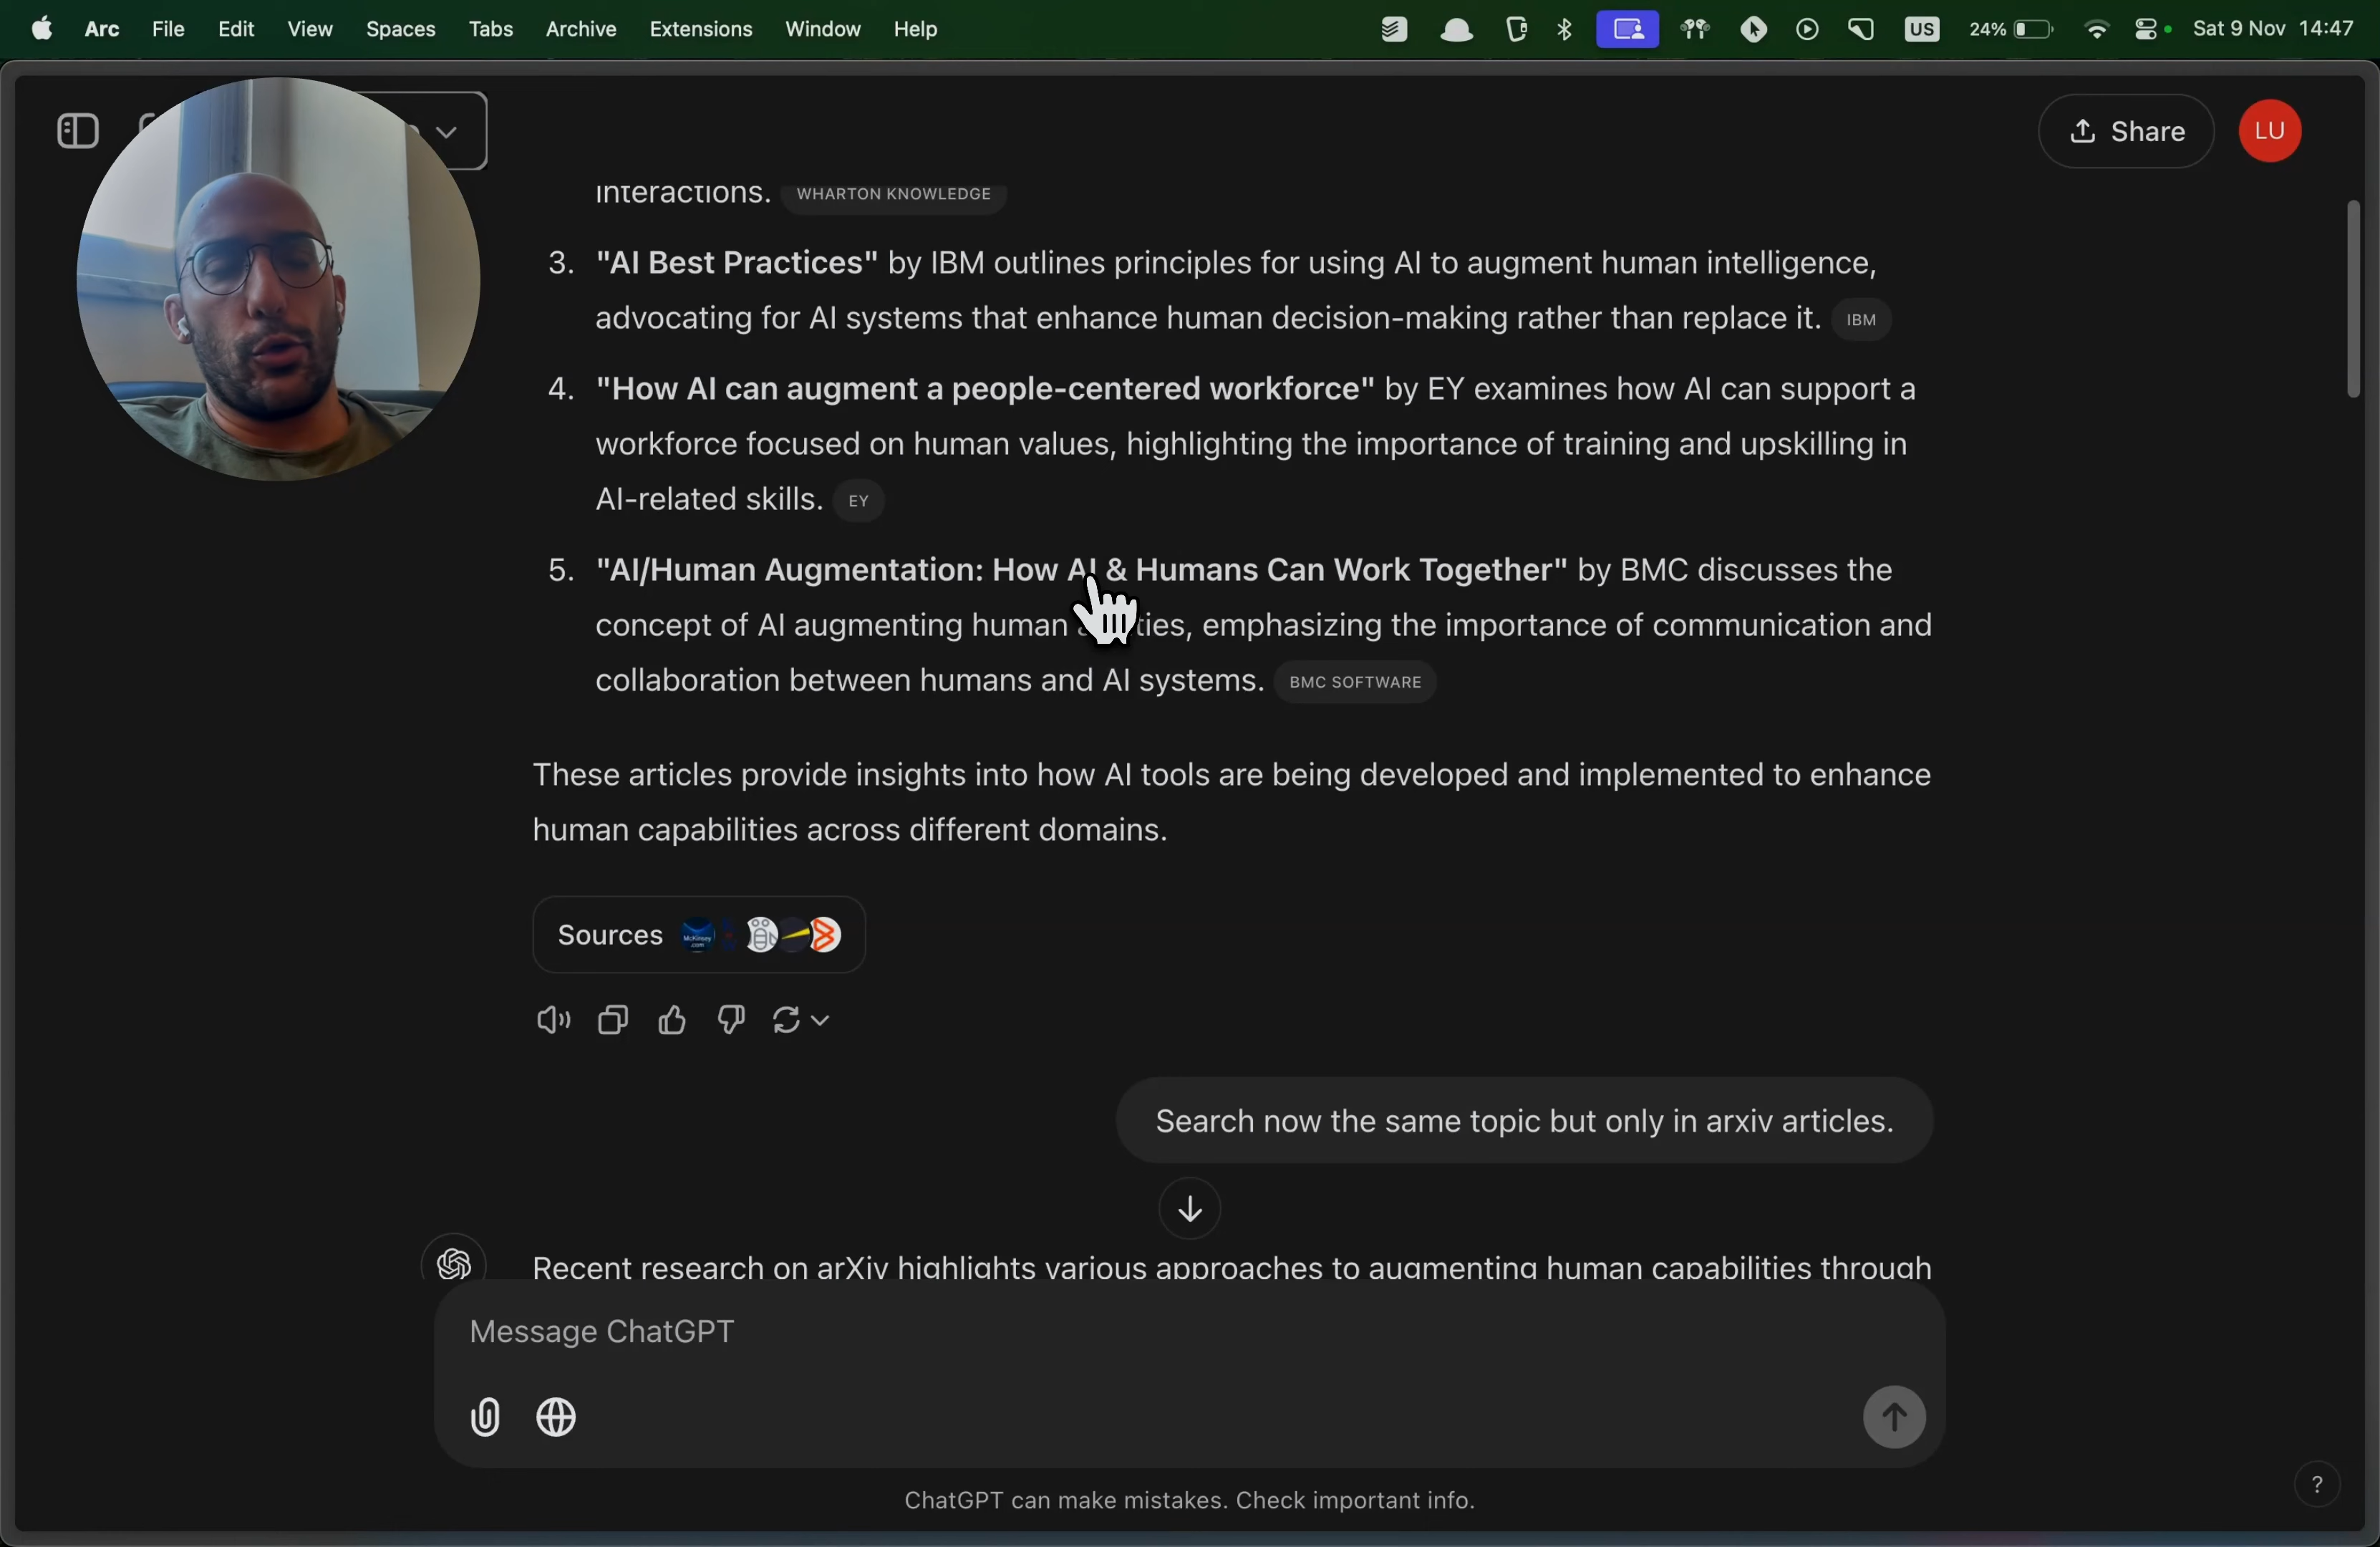 Arc File Edit View Spaces Tabs Archive Extensions Window Help US 24% Sat 9 Nov 14:47
Share LU
interactions. WHARTON KNOWLEDGE
3. "AI Best Practices" by IBM outlines principles for using AI to augment human intelligence,
advocating for AI systems that enhance human decision-making rather than replace it. IBM
4. "How AI can augment a people-centered workforce" by EY examines how AI can support a
workforce focused on human values, highlighting the importance of training and upskilling in
AI-related skills. EY
5. "AI/Human Augmentation: How AI & Humans Can Work Together" by BMC discusses the
concept of AI augmenting human ties, emphasizing the importance of communication and
collaboration between humans and AI systems. BMC SOFTWARE
These articles provide insights into how AI tools are being developed and implemented to enhance
human capabilities across different domains.
Sources McKinsey
.com
Search now the same topic but only in arxiv articles.
Recent research on arXiv highlights various approaches to augmenting human capabilities through
Message ChatGPT
ChatGPT can make mistakes. Check important info.
?